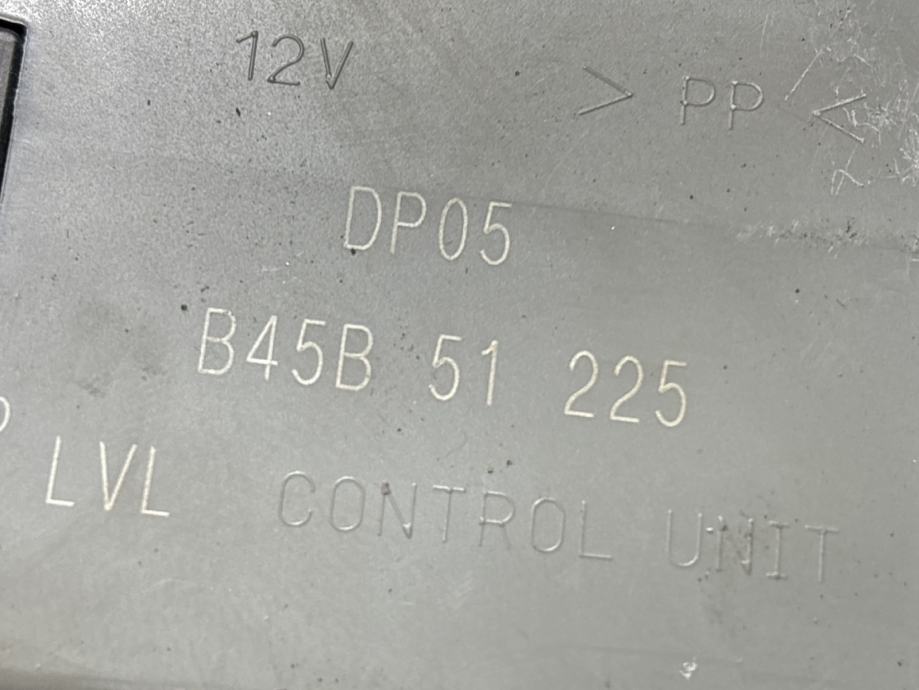 12V
> PP <
DP05
B45B 51 225
LVL CONTROL UNIT